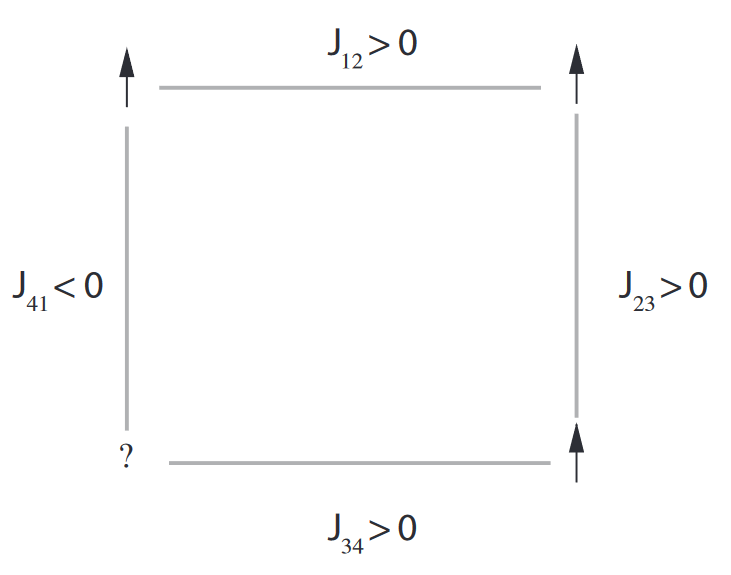 J₁₂ > 0
J₄₁ < 0
J₂₃ > 0
?
J₃₄ > 0